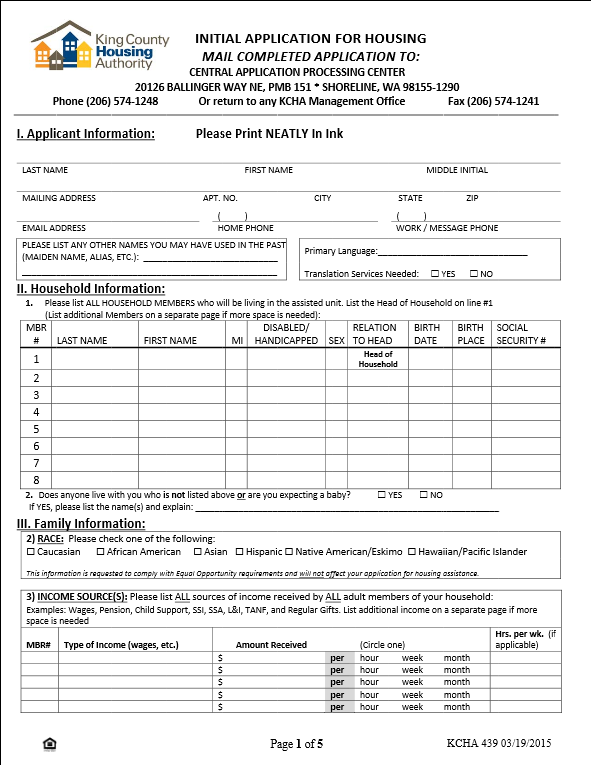 King County
Housing
Authority
INITIAL APPLICATION FOR HOUSING
MAIL COMPLETED APPLICATION TO:
CENTRAL APPLICATION PROCESSING CENTER
20126 BALLINGER WAY NE, PMB 151 * SHORELINE, WA 98155-1290
Phone (206) 574-1248 Or return to any KCHA Management Office Fax (206) 574-1241
I. Applicant Information: Please Print NEATLY In Ink
LAST NAME FIRST NAME MIDDLE INITIAL
MAILING ADDRESS APT. NO. CITY STATE ZIP
( ) ( )
EMAIL ADDRESS HOME PHONE WORK / MESSAGE PHONE
PLEASE LIST ANY OTHER NAMES YOU MAY HAVE USED IN THE PAST
(MAIDEN NAME, ALIAS, ETC.): ____________________________
Primary Language:______________________________
Translation Services Needed: ☐ YES ☐ NO
II. Household Information:
1. Please list ALL HOUSEHOLD MEMBERS who will be living in the assisted unit. List the Head of Household on line #1
(List additional Members on a separate page if more space is needed):
MBR # LAST NAME FIRST NAME MI DISABLED/ HANDICAPPED SEX RELATION TO HEAD BIRTH DATE BIRTH PLACE SOCIAL SECURITY #
1 Head of Household
2
3
4
5
6
7
8
2. Does anyone live with you who is not listed above or are you expecting a baby? ☐ YES ☐ NO
If YES, please list the name(s) and explain: ______________________________
III. Family Information:
2) RACE: Please check one of the following:
☐ Caucasian ☐ African American ☐ Asian ☐ Hispanic ☐ Native American/Eskimo ☐ Hawaiian/Pacific Islander
This information is requested to comply with Equal Opportunity requirements and will not affect your application for housing assistance.
3) INCOME SOURCE(S): Please list ALL sources of income received by ALL adult members of your household:
Examples: Wages, Pension, Child Support, SSI, SSA, L&I, TANF, and Regular Gifts. List additional income on a separate page if more
space is needed
MBR# Type of Income (wages, etc.) Amount Received (Circle one) Hrs. per wk. (if applicable)
$ per hour week month
$ per hour week month
$ per hour week month
$ per hour week month
$ per hour week month
Page 1 of 5
KCHA 439 03/19/2015